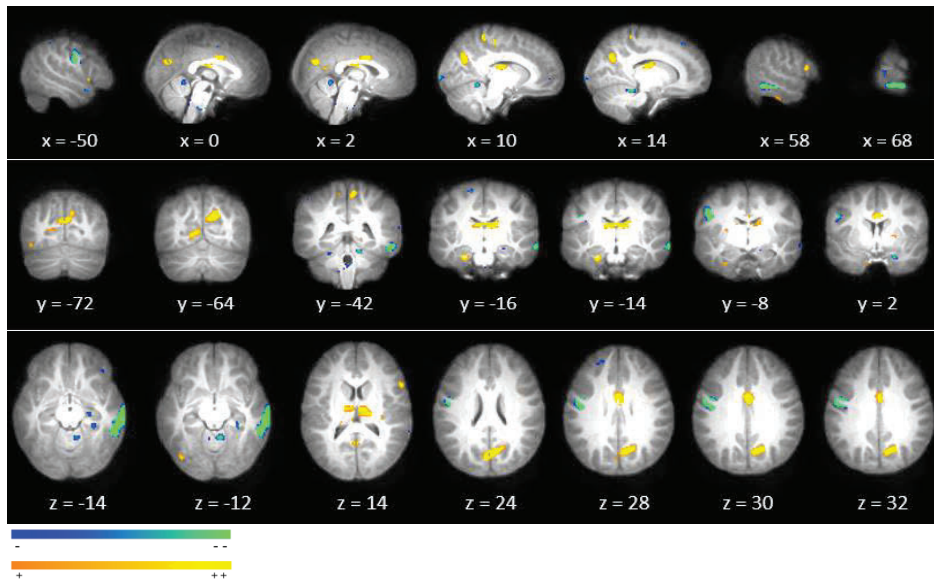 x = -50 x = 0 x = 2 x = 10 x = 14 x = 58 x = 68
y = -72 y = -64 y = -42 y = -16 y = -14 y = -8 y = 2
z = -14 z = -12 z = 14 z = 24 z = 28 z = 30 z = 32
- --
+ ++